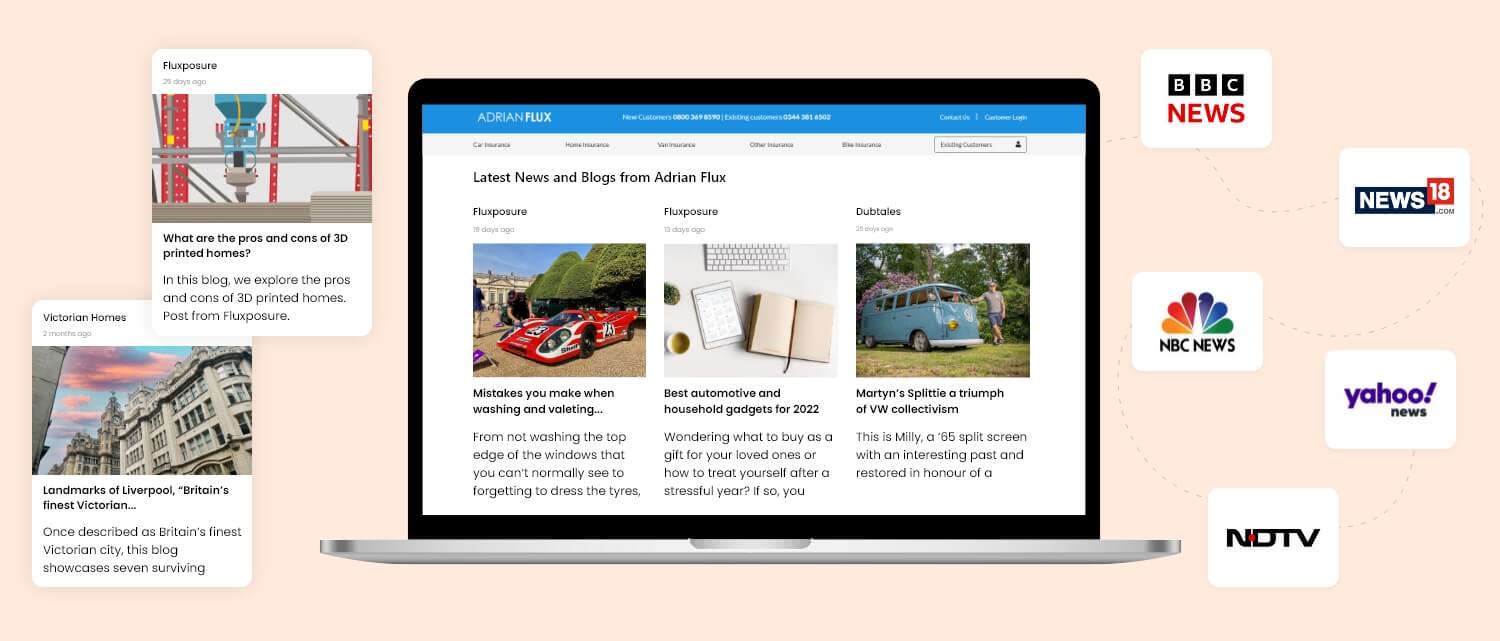 Fluxposure
25 days ago
What are the pros and cons of 3D
printed homes?
In this blog, we explore the pros
and cons of 3D printed homes.
Post from Fluxposure.
Victorian Homes
2 months ago
Landmarks of Liverpool, “Britain’s
finest Victorian...
Once described as Britain’s finest
Victorian city, this blog
showcases seven surviving
ADRIAN FLUX
New Customers 0800 369 8590 | Existing customers 0344 381 6502
Contact Us | Customer Login
Car Insurance
Home Insurance
Van Insurance
Other Insurance
Bike Insurance
Existing Customers
Latest News and Blogs from Adrian Flux
Fluxposure
19 days ago
23
23
Shell
Mistakes you make when
washing and valeting...
From not washing the top
edge of the windows that
you can’t normally see to
forgetting to dress the tyres,
Fluxposure
13 days ago
Best automotive and
household gadgets for 2022
Wondering what to buy as a
gift for your loved ones or
how to treat yourself after a
stressful year? If so, you
Dubtales
25 days ago
Martyn’s Splittie a triumph
of VW collectivism
This is Milly, a ’65 split screen
with an interesting past and
restored in honour of a
BBC
NEWS
NEWS18
.COM
NBC NEWS
yahoo!
news
NDTV